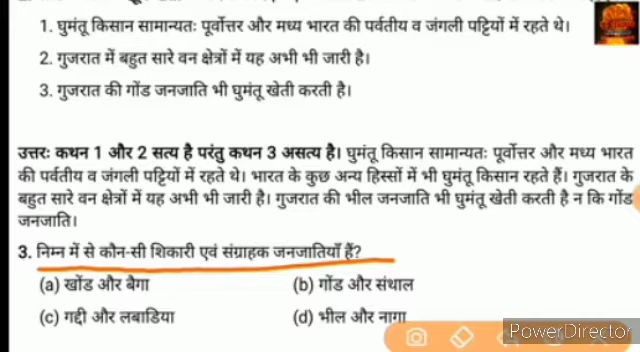 1. घुमंतू किसान सामान्यतः पूर्वोत्तर और मध्य भारत की पर्वतीय व जंगली पट्टियों में रहते थे।
2. गुजरात में बहुत सारे वन क्षेत्रों में यह अभी भी जारी है।
3. गुजरात की गोंड जनजाति भी घुमंतू खेती करती है।
उत्तरः कथन 1 और 2 सत्य है परंतु कथन 3 असत्य है। घुमंतू किसान सामान्यतः पूर्वोत्तर और मध्य भारत
की पर्वतीय व जंगली पट्टियों में रहते थे। भारत के कुछ अन्य हिस्सों में भी घुमंतू किसान रहते हैं। गुजरात के
बहुत सारे वन क्षेत्रों में यह अभी भी जारी है। गुजरात की भील जनजाति भी घुमंतू खेती करती है न कि गोंड
जनजाति।
3. निम्न में से कौन-सी शिकारी एवं संग्राहक जनजातियाँ हैं?
(a) खोंड और बैगा
(b) गोंड और संथाल
(c) गद्दी और लबाडिया
(d) भील और नागा
PowerDirector